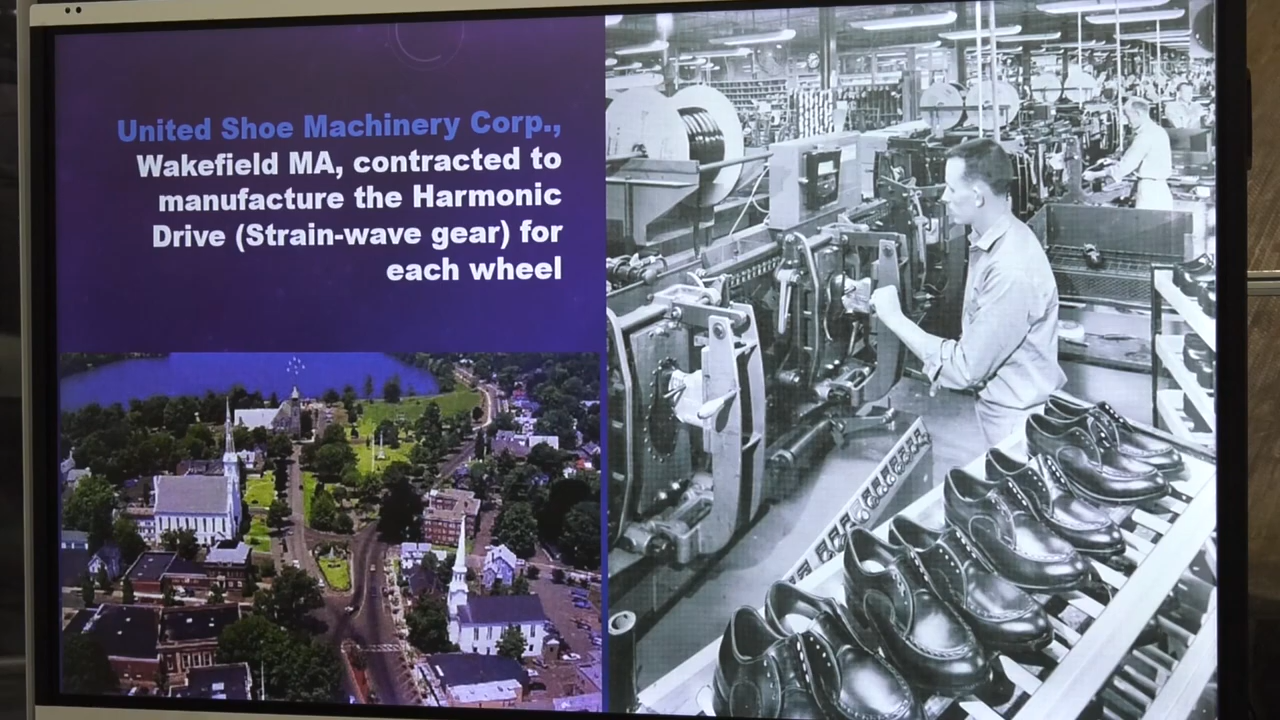 United Shoe Machinery Corp.,
Wakefield MA, contracted to
manufacture the Harmonic
Drive (Strain-wave gear) for
each wheel